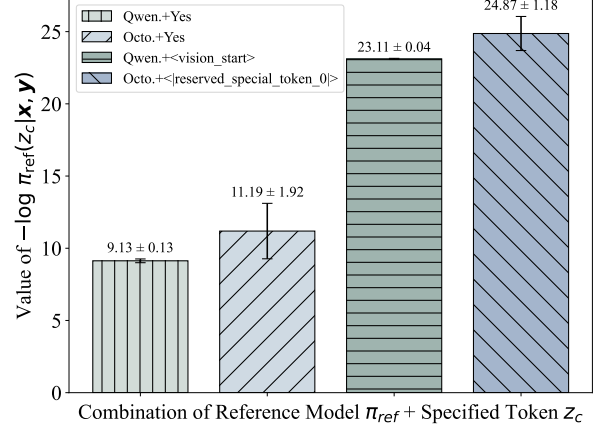 Qwen.+Yes
Octo.+Yes
Qwen.+<vision_start>
Octo.+<|reserved_special_token_0|>
24.87 ± 1.18
23.11 ± 0.04
11.19 ± 1.92
9.13 ± 0.13
25
20
15
10
5
0
Value of −log π_ref(z_c|x, y)
Combination of Reference Model π_ref + Specified Token z_c